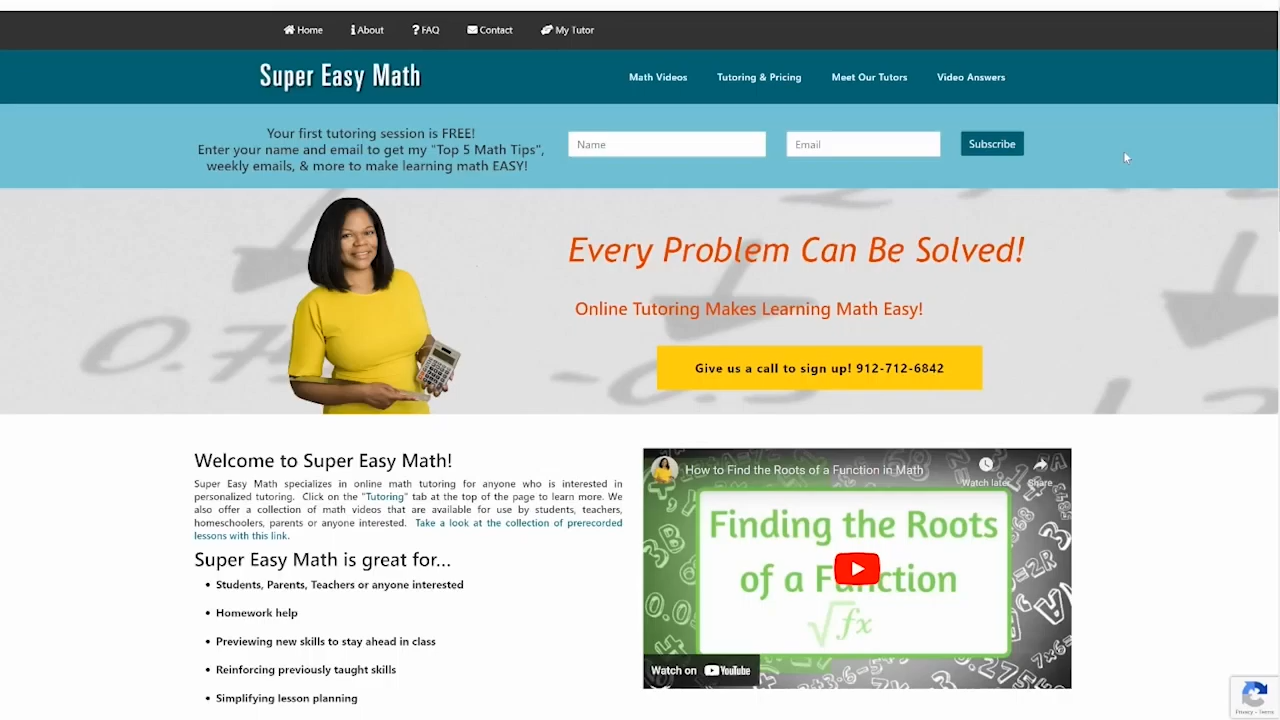 Home About FAQ Contact My Tutor
Super Easy Math
Math Videos Tutoring & Pricing Meet Our Tutors Video Answers
Your first tutoring session is FREE!
Enter your name and email to get my "Top 5 Math Tips",
weekly emails, & more to make learning math EASY!
Name Email Subscribe
Every Problem Can Be Solved!
Online Tutoring Makes Learning Math Easy!
Give us a call to sign up! 912-712-6842
Welcome to Super Easy Math!
Super Easy Math specializes in online math tutoring for anyone who is interested in
personalized tutoring. Click on the "Tutoring" tab at the top of the page to learn more. We
also offer a collection of math videos that are available for use by students, teachers,
homeschoolers, parents or anyone interested. Take a look at the collection of prerecorded
lessons with this link.
Super Easy Math is great for...
• Students, Parents, Teachers or anyone interested
• Homework help
• Previewing new skills to stay ahead in class
• Reinforcing previously taught skills
• Simplifying lesson planning
How to Find the Roots of a Function in Math
Watch later Share
Finding the Roots
of a Function
√fx
Watch on YouTube
Privacy - Terms